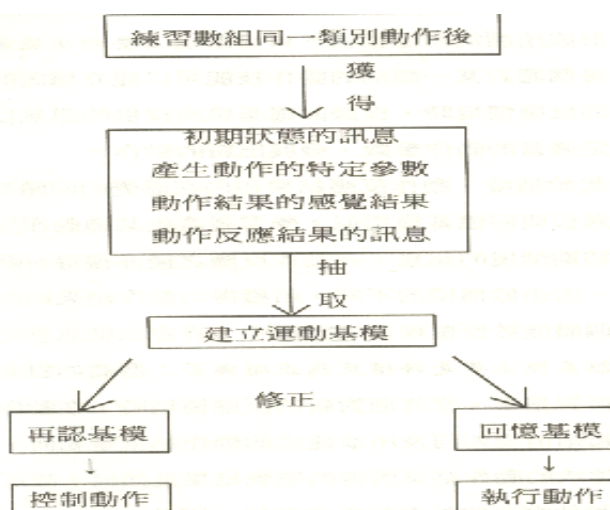 練習數組同一類別動作後
獲
得
初期狀態的訊息
產生動作的特定參數
動作結果的感覺結果
動作反應結果的訊息
抽
取
建立運動基模
修正
再認基模
回憶基模
控制動作
執行動作